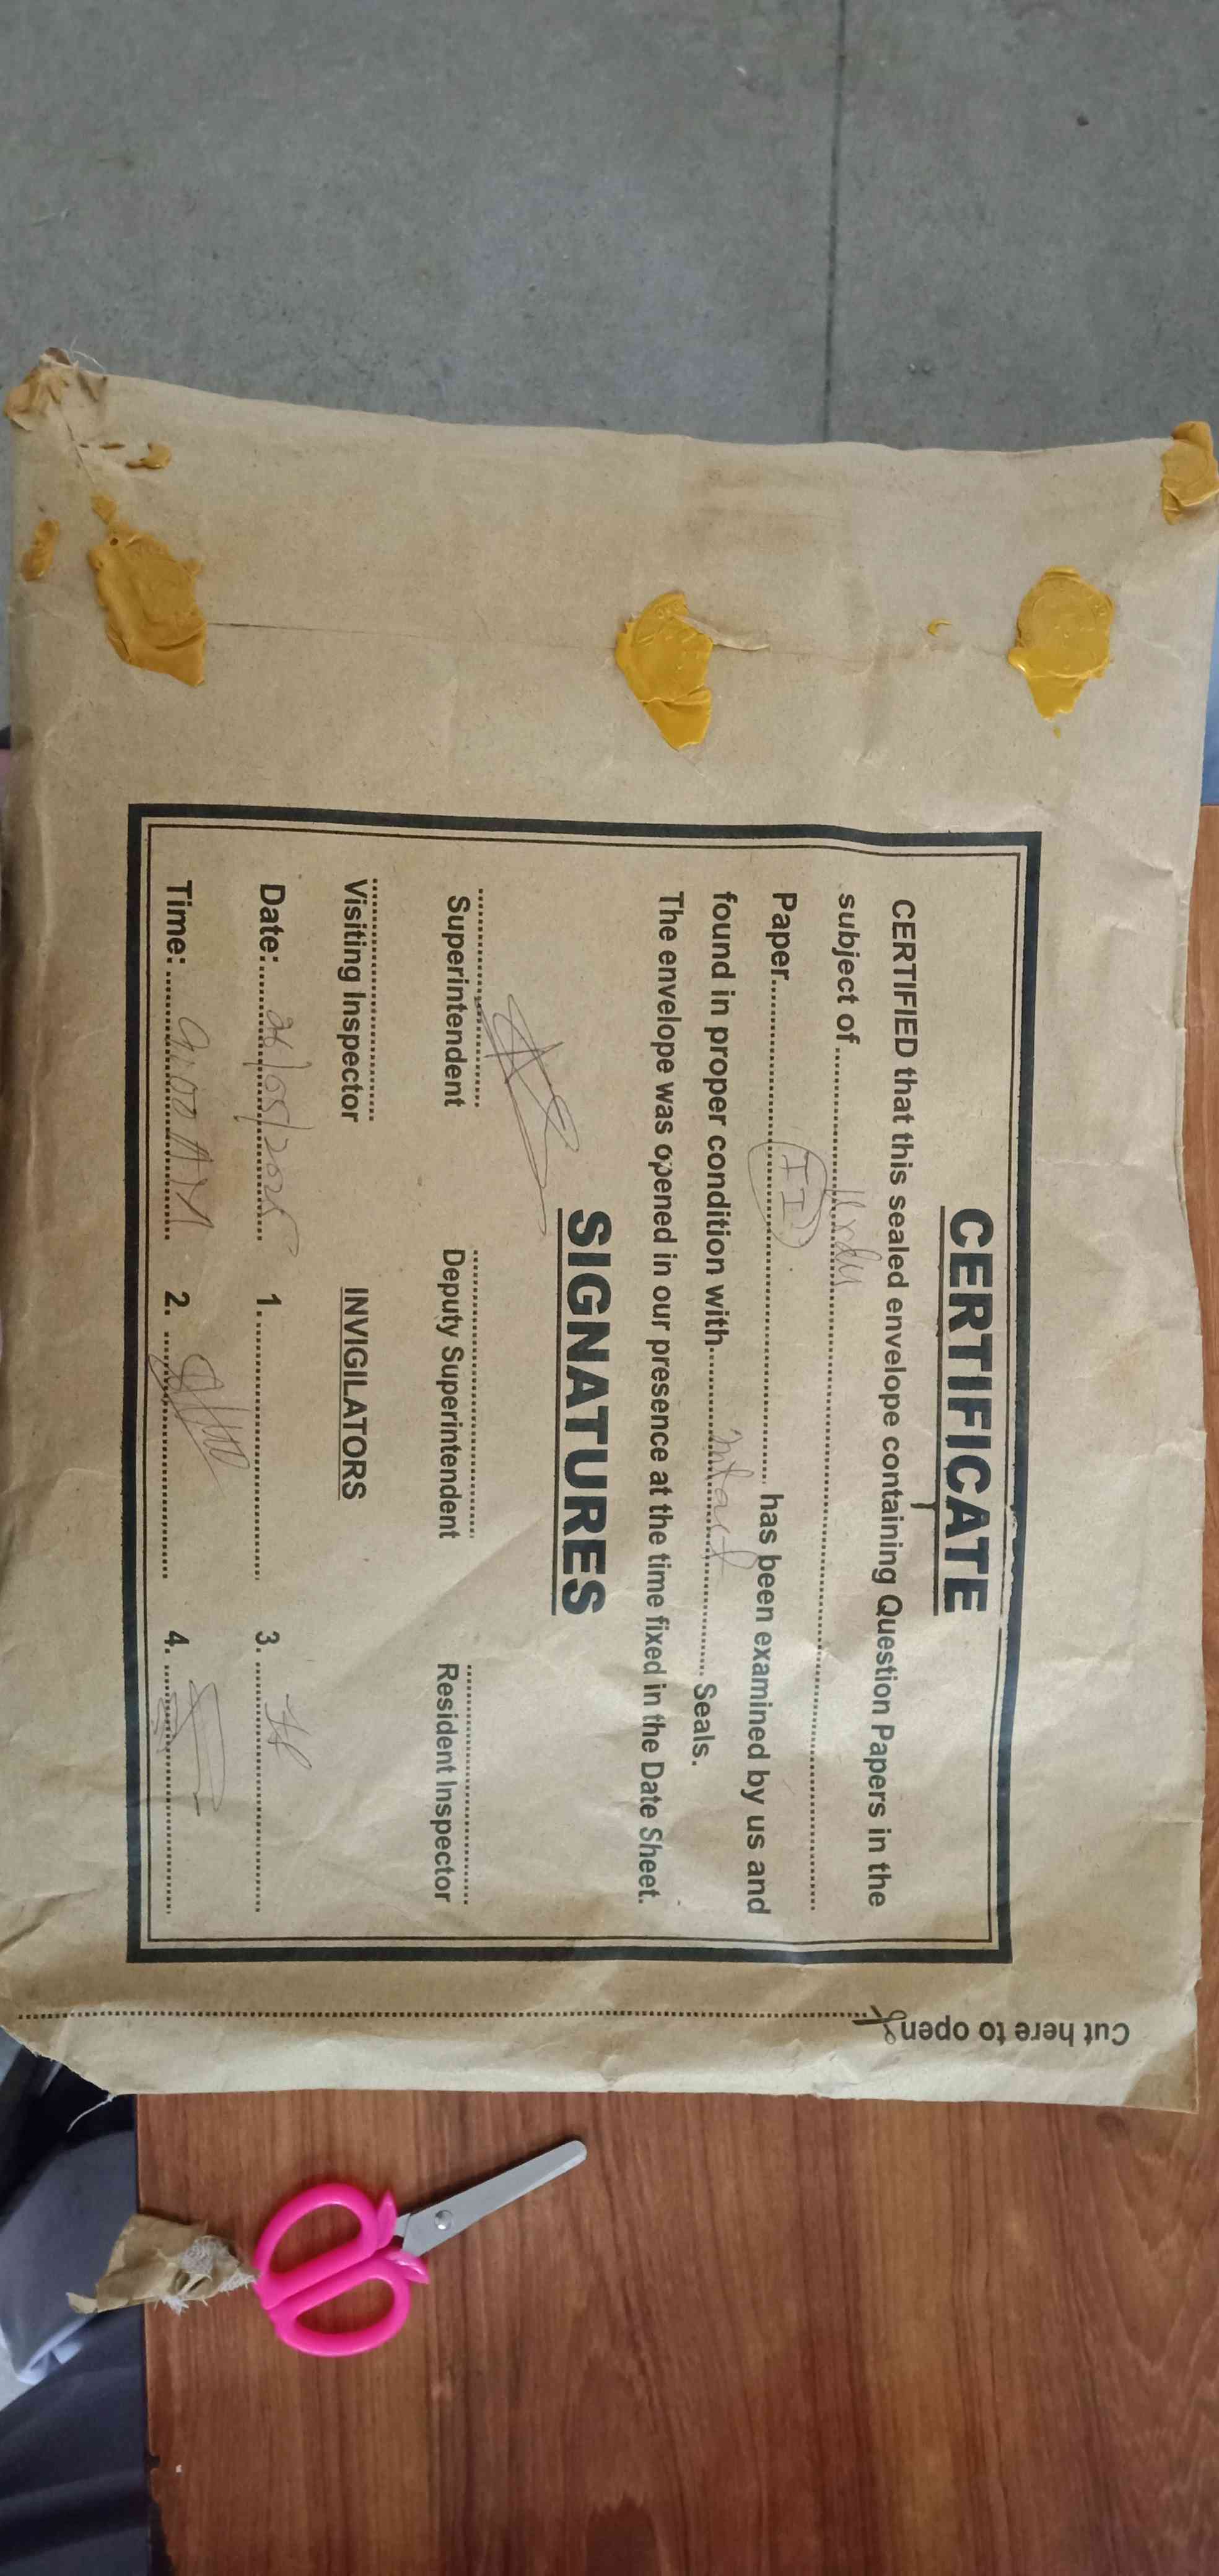 CERTIFICATE
CERTIFIED that this sealed envelope containing Question Papers in the
subject of Urdu
Paper (II) has been examined by us and
found in proper condition with intact Seals.
The envelope was opened in our presence at the time fixed in the Date Sheet.
SIGNATURES
Superintendent Deputy Superintendent Resident Inspector
Visiting Inspector INVIGILATORS
Date: 1. 3.
Time: 9:00 AM 2. 4.
Cut here to open